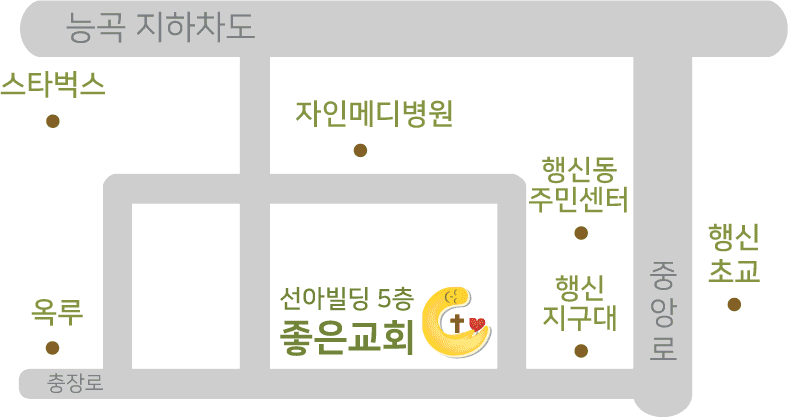 능곡 지하차도
스타벅스
자인메디병원
행신동
주민센터
행신
초교
선아빌딩 5층
좋은교회
행신
지구대
중앙로
옥루
충장로